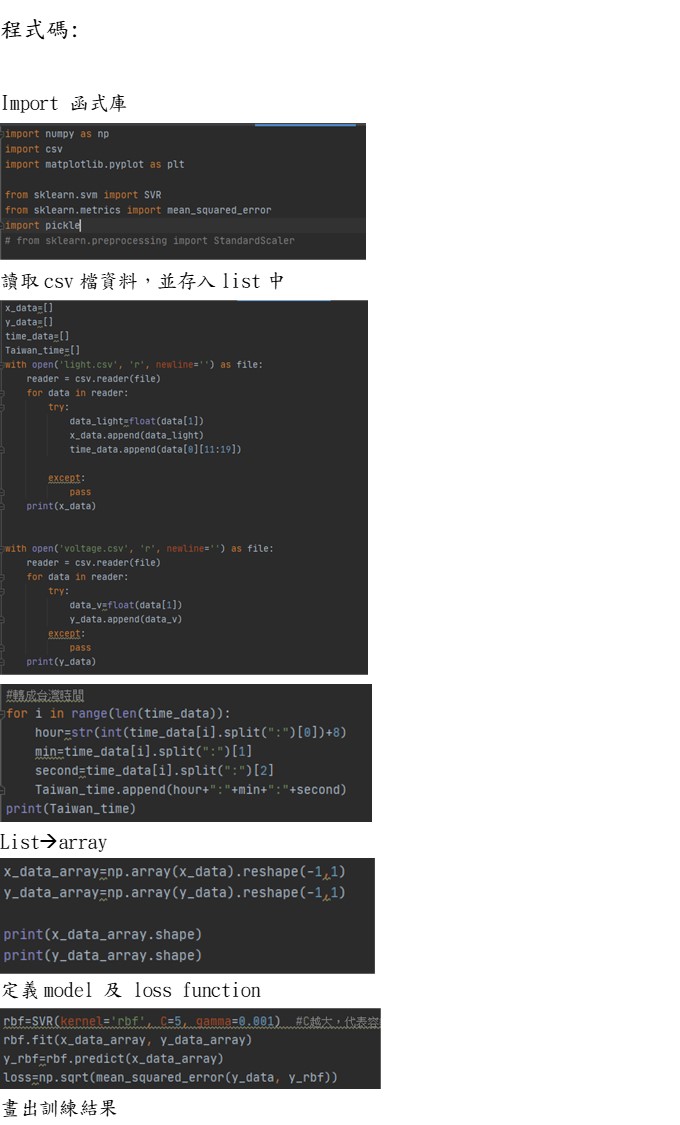 程式碼:
Import 函式庫
import numpy as np
import csv
import matplotlib.pyplot as plt
from sklearn.svm import SVR
from sklearn.metrics import mean_squared_error
import pickle
# from sklearn.preprocessing import StandardScaler
讀取 csv 檔資料，並存入 list 中
x_data=[]
y_data=[]
time_data=[]
Taiwan_time=[]
with open('light.csv', 'r', newline='') as file:
    reader = csv.reader(file)
    for data in reader:
        try:
            data_light=float(data[1])
            x_data.append(data_light)
            time_data.append(data[0][11:19])
        except:
            pass
    print(x_data)
with open('voltage.csv', 'r', newline='') as file:
    reader = csv.reader(file)
    for data in reader:
        try:
            data_v=float(data[1])
            y_data.append(data_v)
        except:
            pass
    print(y_data)
#轉成台灣時間
for i in range(len(time_data)):
    hour=str(int(time_data[i].split(":")[0])+8)
    min=time_data[i].split(":")[1]
    second=time_data[i].split(":")[2]
    Taiwan_time.append(hour+":"+min+":"+second)
print(Taiwan_time)
List→array
x_data_array=np.array(x_data).reshape(-1,1)
y_data_array=np.array(y_data).reshape(-1,1)
print(x_data_array.shape)
print(y_data_array.shape)
定義 model 及 loss function
rbf=SVR(kernel='rbf', C=5, gamma=0.001) #C越大，代表容
rbf.fit(x_data_array, y_data_array)
y_rbf=rbf.predict(x_data_array)
loss=np.sqrt(mean_squared_error(y_data, y_rbf))
畫出訓練結果